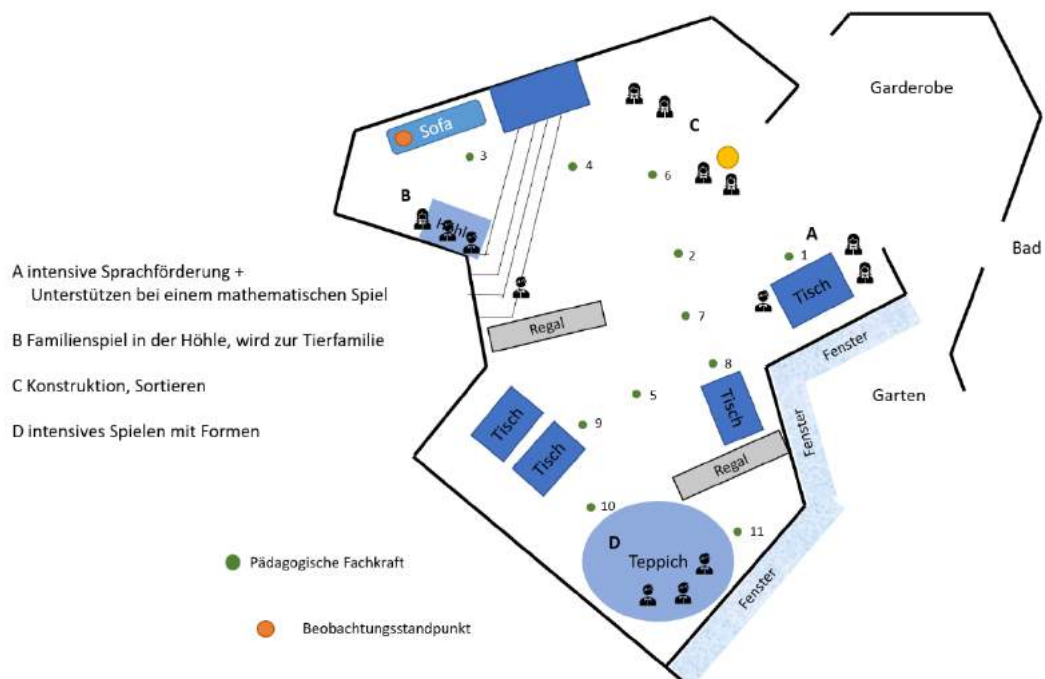 Garderobe
Sofa
C
3
4
6
B
Höhle
A
1
Bad
2
A intensive Sprachförderung +
Unterstützen bei einem mathematischen Spiel
Tisch
Regal
7
Fenster
B Familienspiel in der Höhle, wird zur Tierfamilie
8
C Konstruktion, Sortieren
5
Tisch
Garten
Tisch
9
Fenster
D intensives Spielen mit Formen
Tisch
Regal
10
D
11
Teppich
Pädagogische Fachkraft
Fenster
Beobachtungsstandpunkt